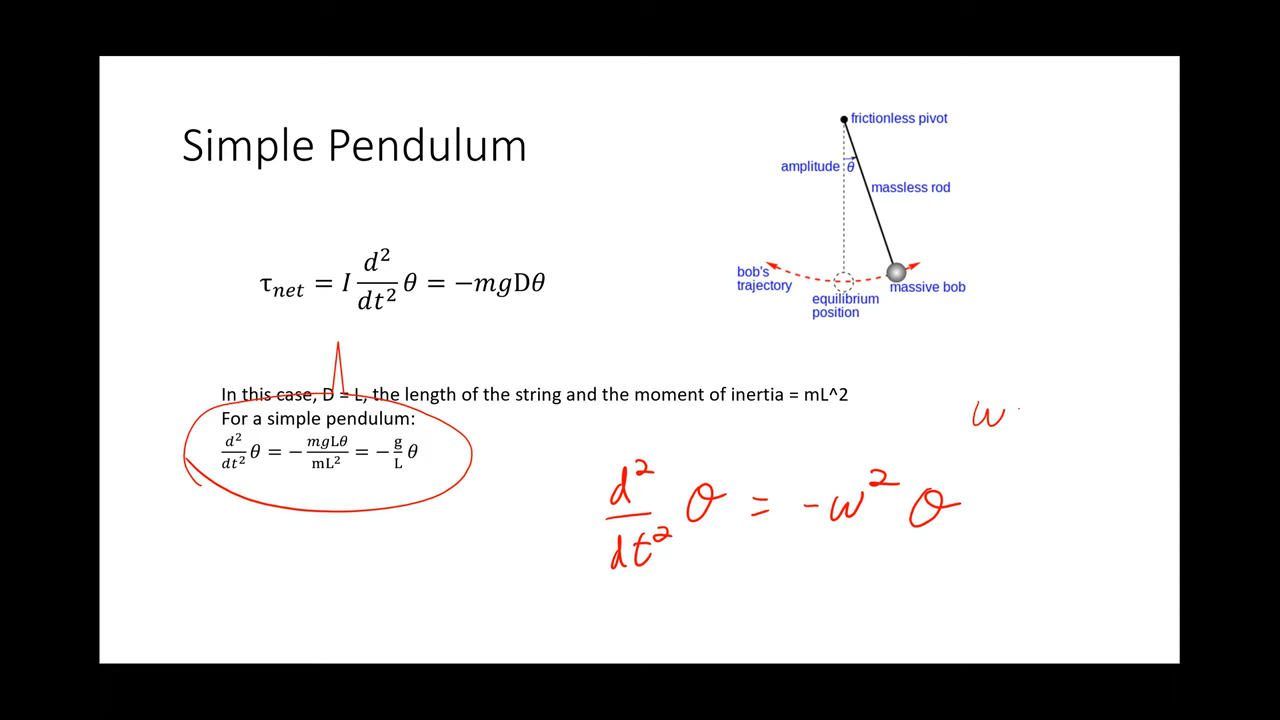 Simple Pendulum
frictionless pivot
amplitude
θ
massless rod
bob's
trajectory
massive bob
equilibrium
position
τ_net = I d²/dt² θ = −mgDθ
In this case, D = L, the length of the string and the moment of inertia = mL^2
For a simple pendulum:
d²/dt² θ = − mgLθ/mL² = − g/L θ
ω
d²/dt² θ = -ω² θ